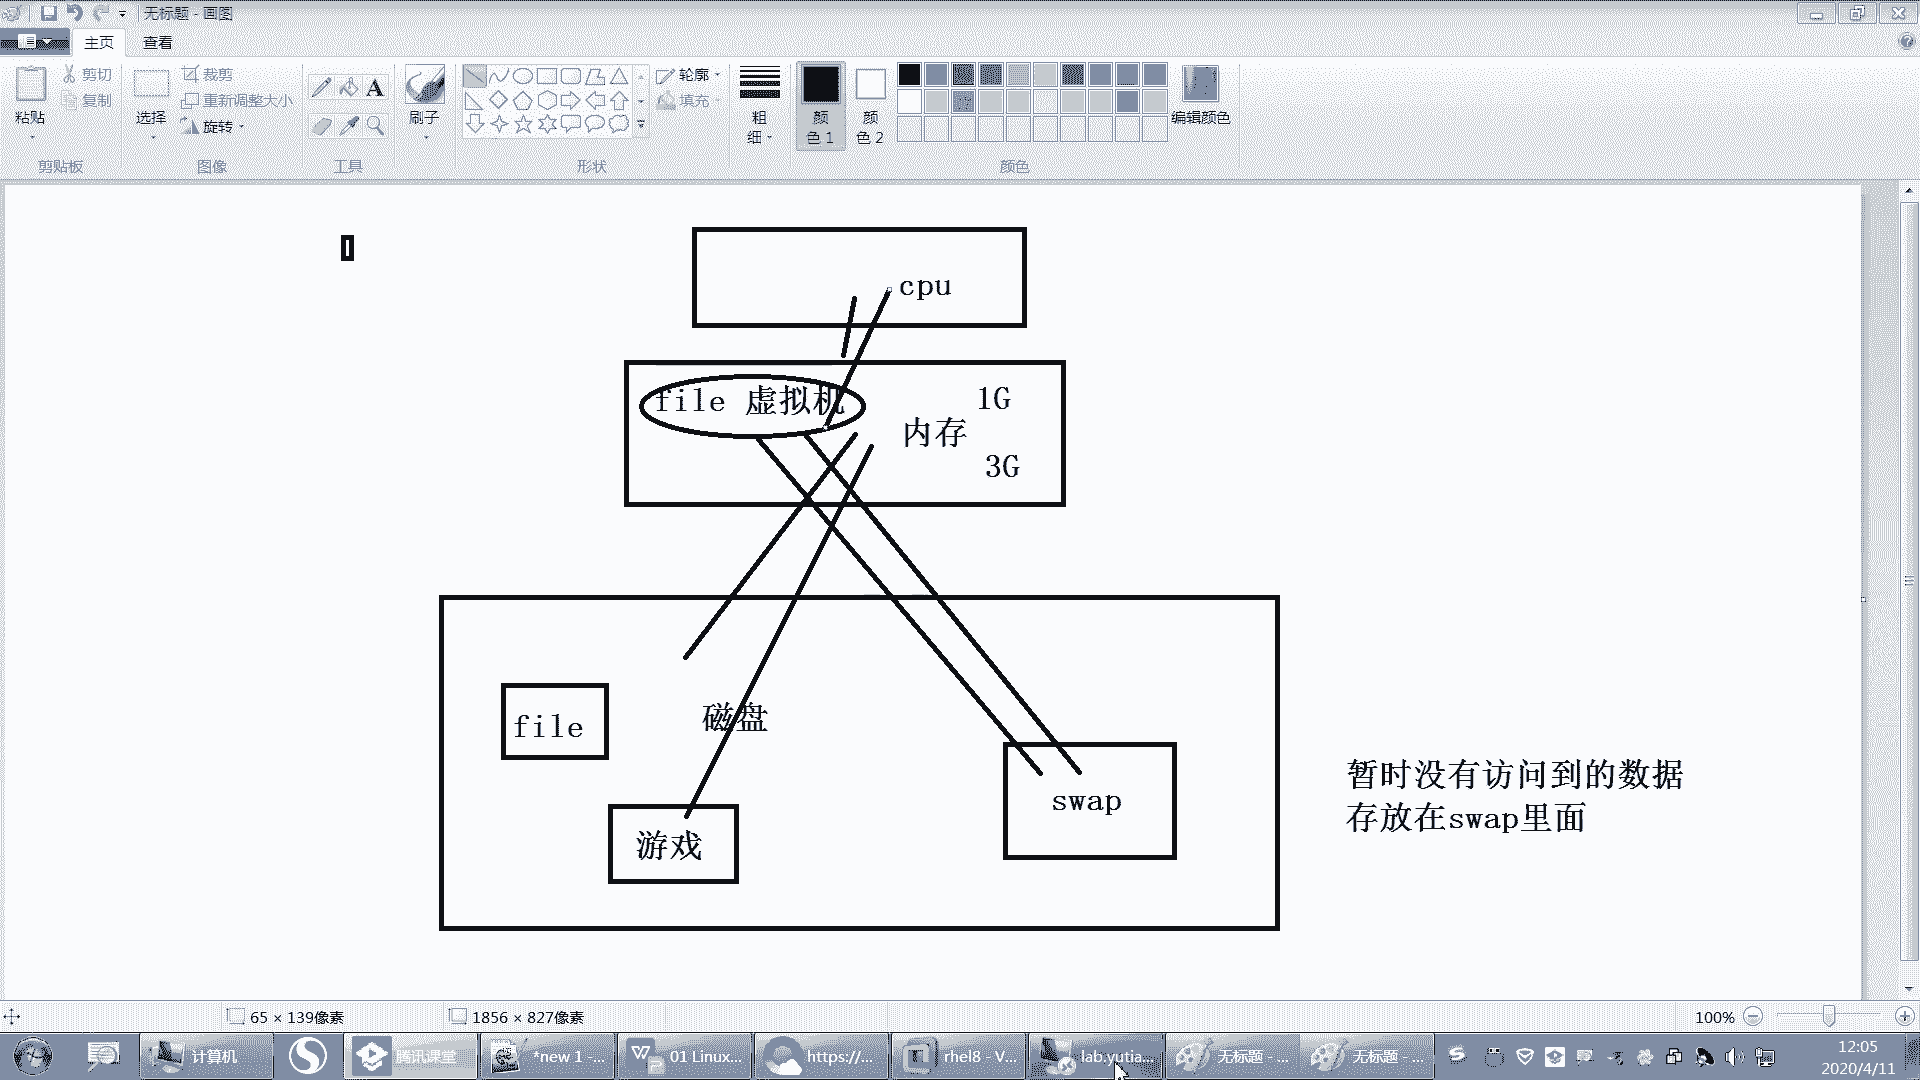 无标题 - 画图
主页 查看
粘贴
剪切
复制
剪贴板
选择
裁剪
重新调整大小
旋转
图像
A
工具
刷子
轮廓
填充
形状
粗
细
颜
色 1
颜
色 2
编辑颜色
颜色
cpu
file 虚拟机
1G
内存
3G
file
磁盘
游戏
swap
暂时没有访问到的数据
存放在swap里面
65 × 139像素
1856 × 827像素
100%
计算机
腾讯课堂
*new 1 -...
01 Linux...
https://...
rhel8 - V...
lab.yutia...
无标题 - ...
无标题 - ...
12:05
2020/4/11